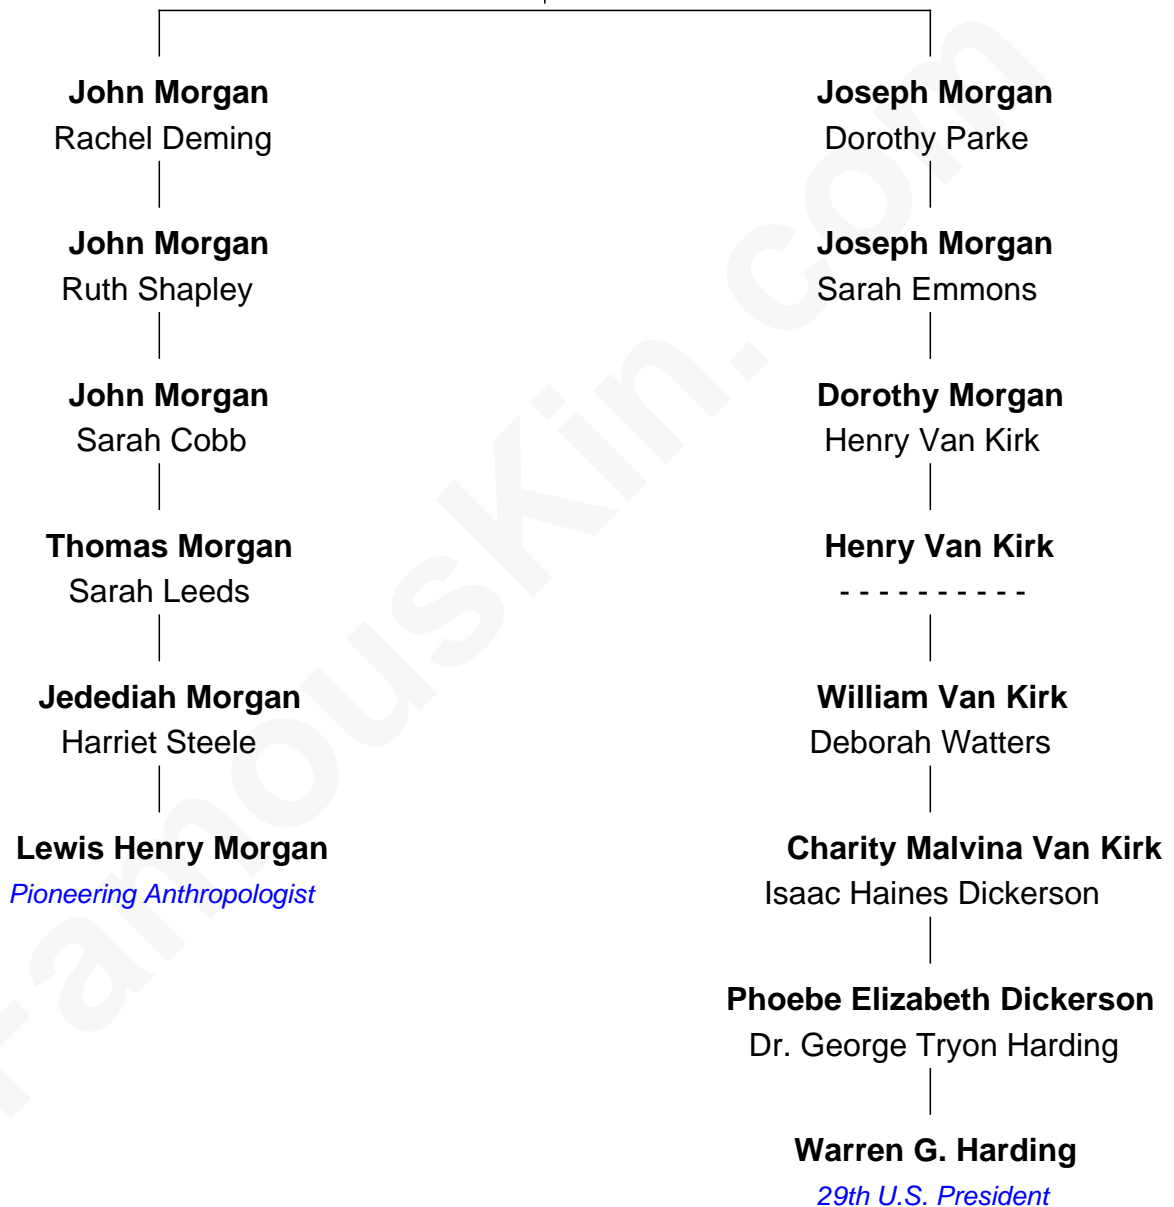 John Morgan
Rachel Deming
John Morgan
Ruth Shapley
John Morgan
Sarah Cobb
Thomas Morgan
Sarah Leeds
Jedediah Morgan
Harriet Steele
Lewis Henry Morgan
Pioneering Anthropologist
Joseph Morgan
Dorothy Parke
Joseph Morgan
Sarah Emmons
Dorothy Morgan
Henry Van Kirk
Henry Van Kirk
- - - - - - - - - -
William Van Kirk
Deborah Watters
Charity Malvina Van Kirk
Isaac Haines Dickerson
Phoebe Elizabeth Dickerson
Dr. George Tryon Harding
Warren G. Harding
29th U.S. President
FamousKin.com